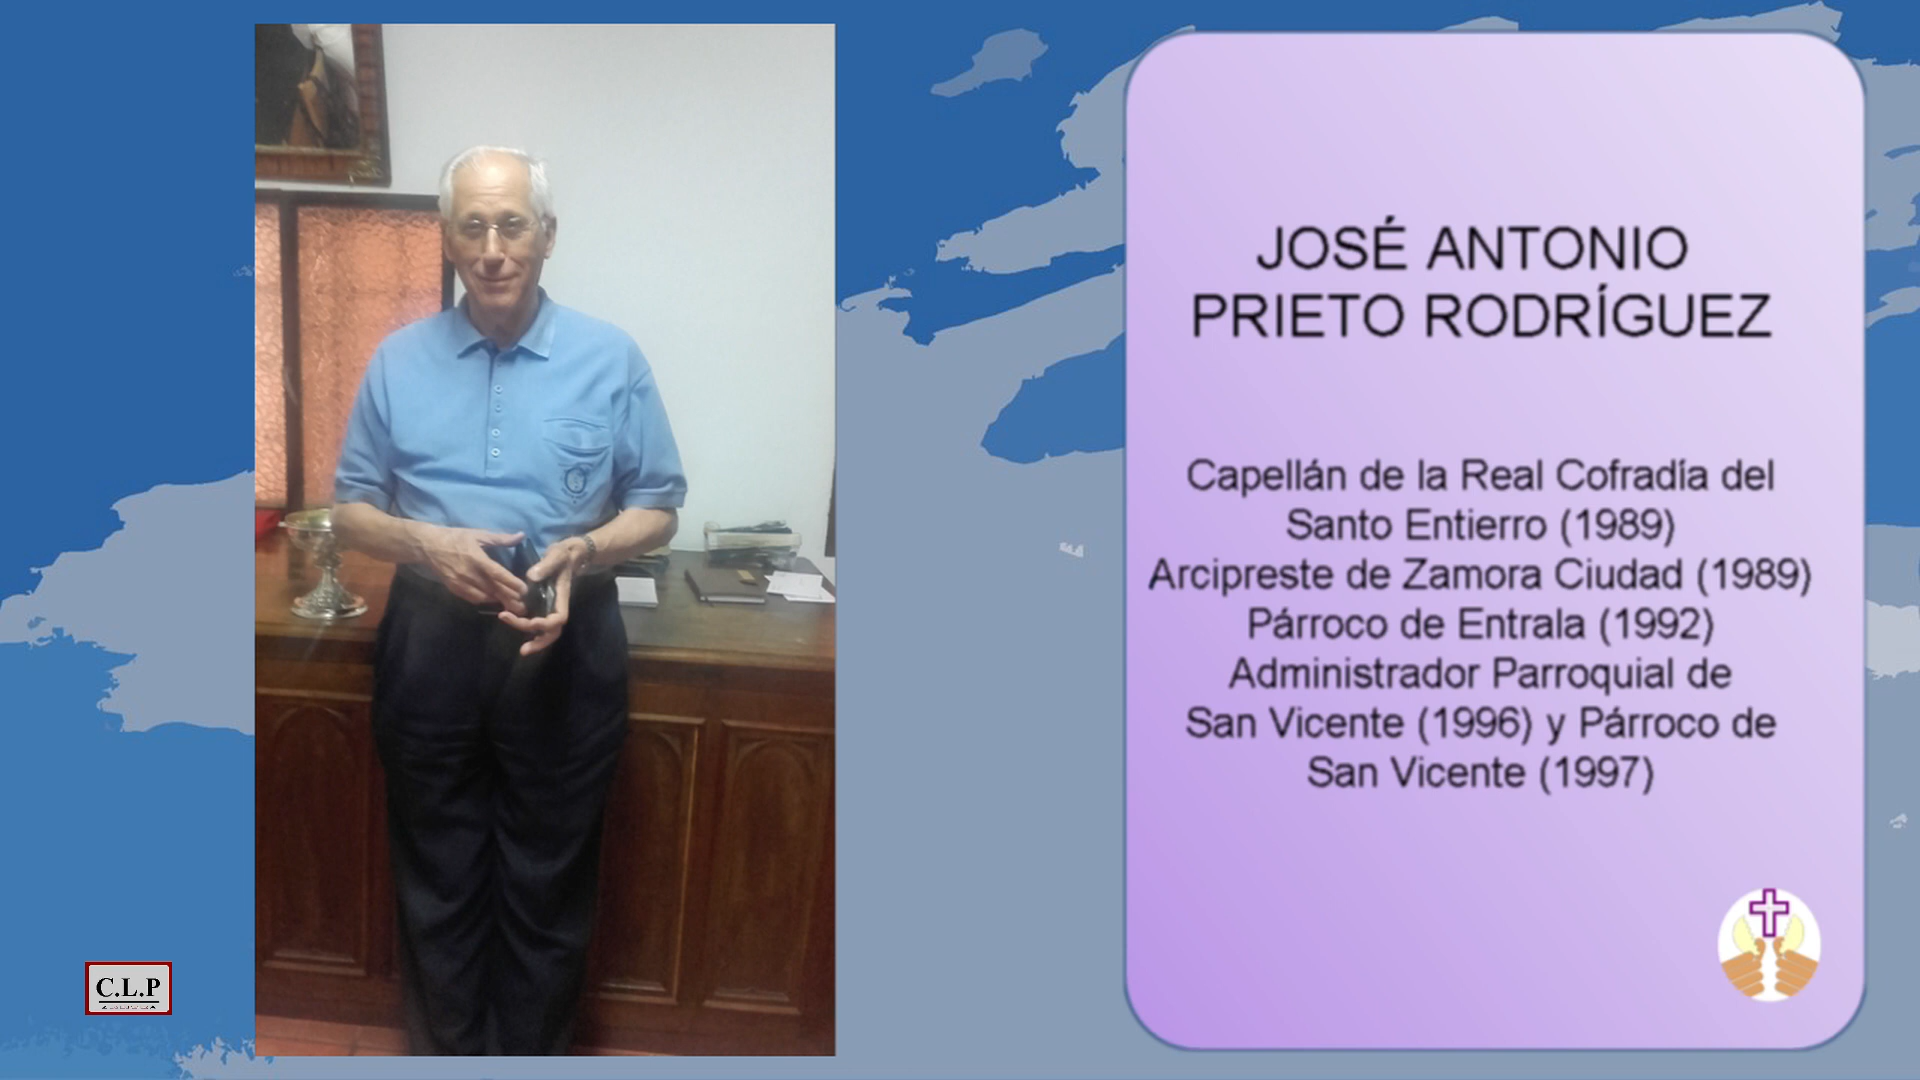 JOSÉ ANTONIO
PRIETO RODRÍGUEZ
Capellán de la Real Cofradía del
Santo Entierro (1989)
Arcipreste de Zamora Ciudad (1989)
Párroco de Entrala (1992)
Administrador Parroquial de
San Vicente (1996) y Párroco de
San Vicente (1997)
C.L.P